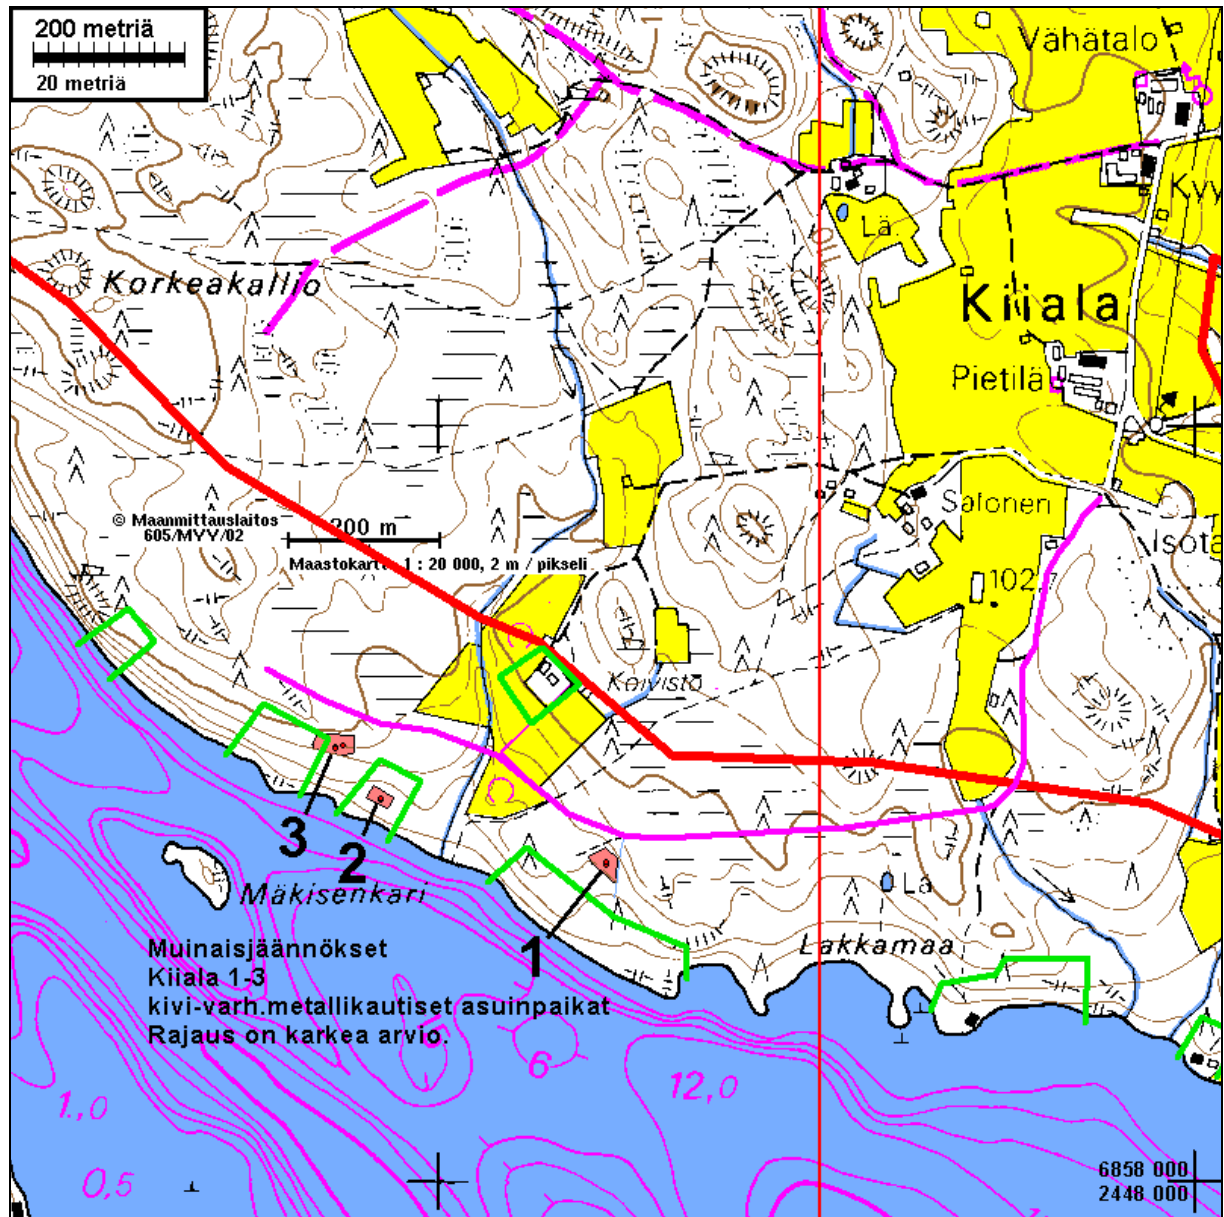 200 metriä
20 metriä
Vähätalo
Kyy
Lä.
Korkeakallio
Kiiala
Pietilä
Salonen
© Maanmittauslaitos
605/MYY/02
200 m
Maastokartta 1 : 20 000, 2 m / pikseli
Isota
102
Koivisto
3
2
Mäkisenkari
1
Lä
Lakkamaa
Muinaisjäännökset
Kiiala 1-3
kivi-varh.metallikautiset asuinpaikat
Rajaus on karkea arvio.
6
12,0
1.,0
0,5
6858 000
2448 000